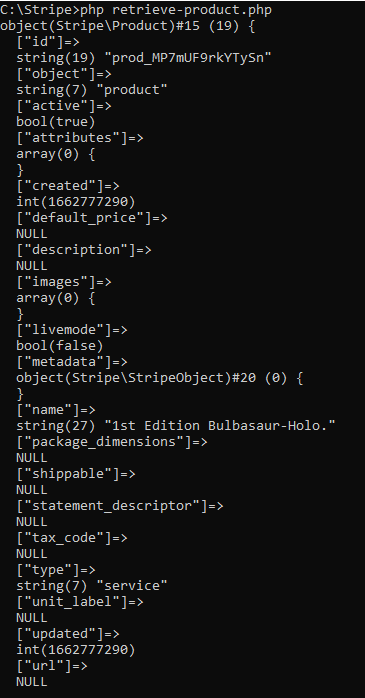 C:\Stripe>php retrieve-product.php
object(Stripe\Product)#15 (19) {
  ["id"]=>
  string(19) "prod_MP7mUF9rkYTySn"
  ["object"]=>
  string(7) "product"
  ["active"]=>
  bool(true)
  ["attributes"]=>
  array(0) {
  }
  ["created"]=>
  int(1662777290)
  ["default_price"]=>
  NULL
  ["description"]=>
  NULL
  ["images"]=>
  array(0) {
  }
  ["livemode"]=>
  bool(false)
  ["metadata"]=>
  object(Stripe\StripeObject)#20 (0) {
  }
  ["name"]=>
  string(27) "1st Edition Bulbasaur-Holo."
  ["package_dimensions"]=>
  NULL
  ["shippable"]=>
  NULL
  ["statement_descriptor"]=>
  NULL
  ["tax_code"]=>
  NULL
  ["type"]=>
  string(7) "service"
  ["unit_label"]=>
  NULL
  ["updated"]=>
  int(1662777290)
  ["url"]=>
  NULL